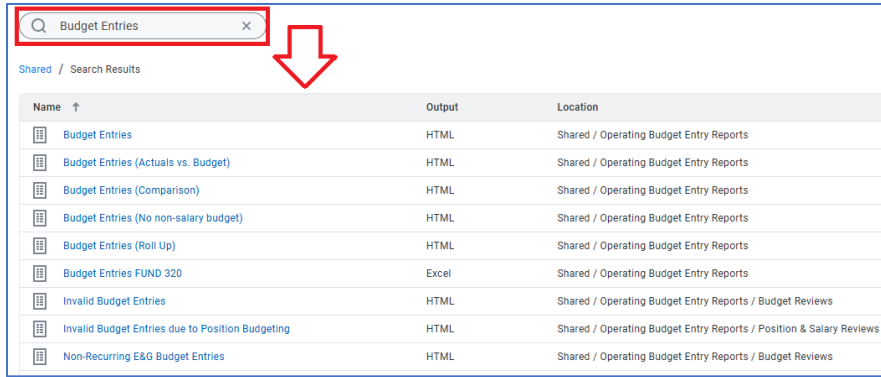 Budget Entries
Shared / Search Results
Name Output Location
Budget Entries HTML Shared / Operating Budget Entry Reports
Budget Entries (Actuals vs. Budget) HTML Shared / Operating Budget Entry Reports
Budget Entries (Comparison) HTML Shared / Operating Budget Entry Reports
Budget Entries (No non-salary budget) HTML Shared / Operating Budget Entry Reports
Budget Entries (Roll Up) HTML Shared / Operating Budget Entry Reports
Budget Entries FUND 320 Excel Shared / Operating Budget Entry Reports
Invalid Budget Entries HTML Shared / Operating Budget Entry Reports / Budget Reviews
Invalid Budget Entries due to Position Budgeting HTML Shared / Operating Budget Entry Reports / Position & Salary Reviews
Non-Recurring E&G Budget Entries HTML Shared / Operating Budget Entry Reports / Budget Reviews